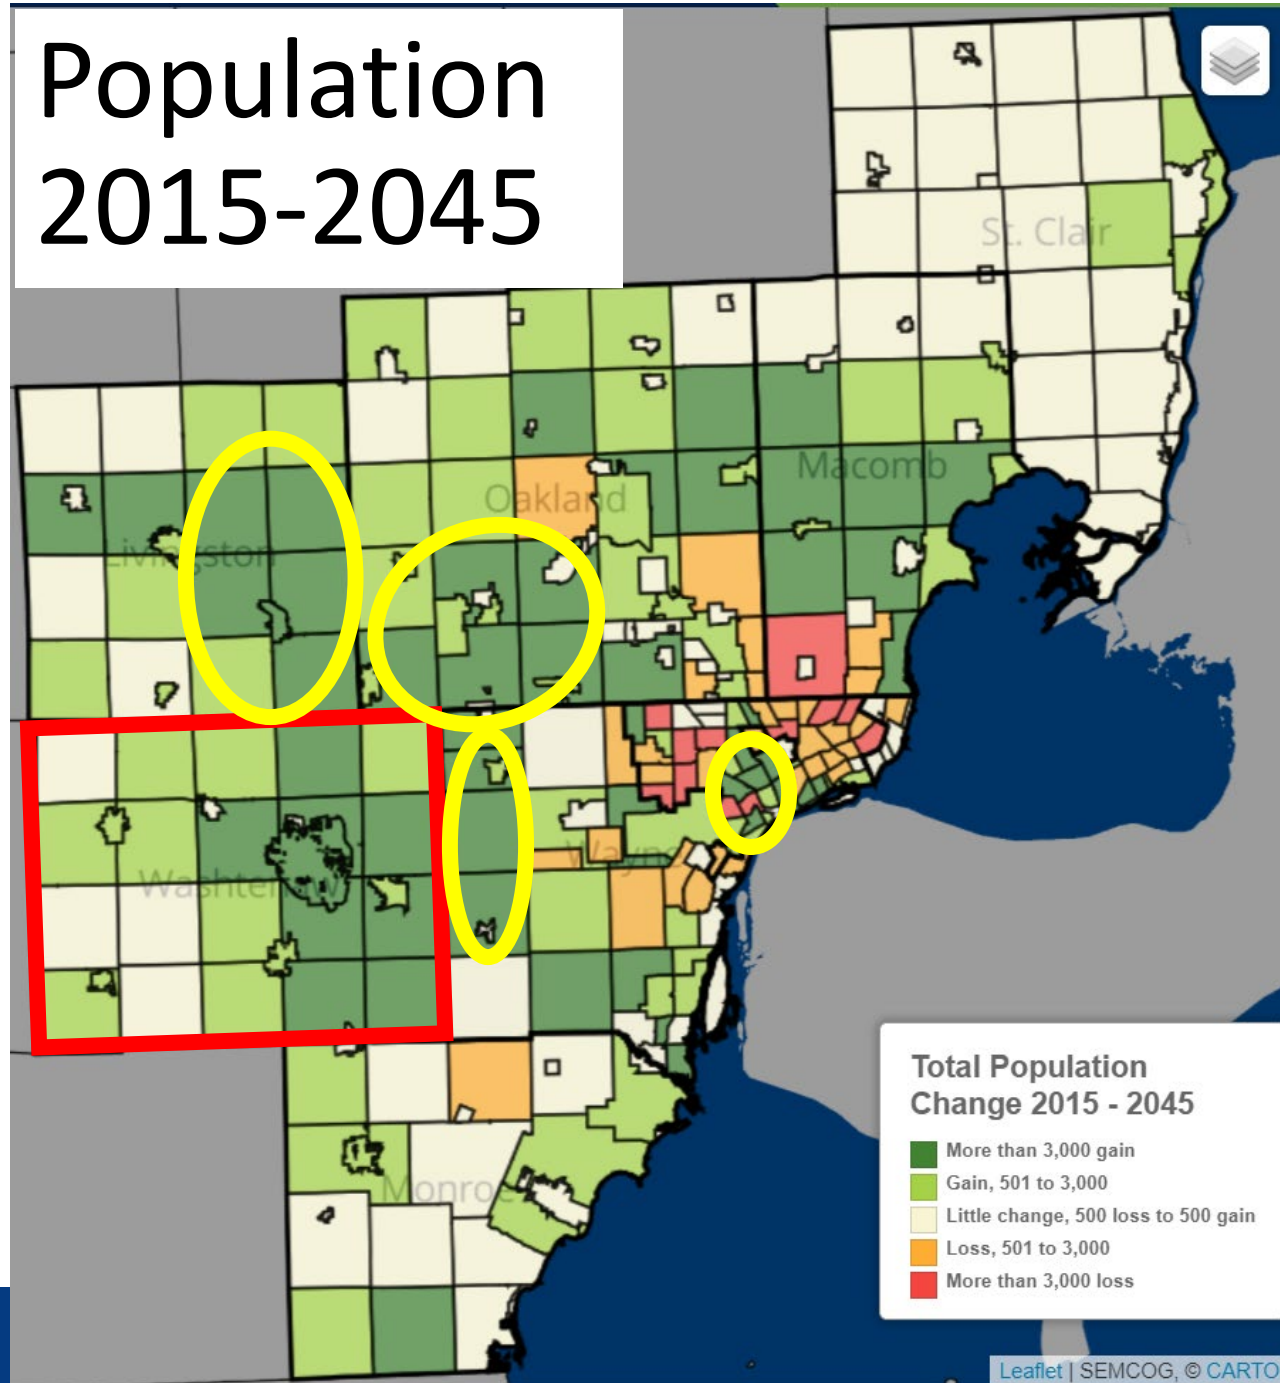 Population
2015-2045
St. Clair
Macomb
Oakland
Livingston
Wayne
Washtenaw
Monroe
Total Population
Change 2015 - 2045
More than 3,000 gain
Gain, 501 to 3,000
Little change, 500 loss to 500 gain
Loss, 501 to 3,000
More than 3,000 loss
Leaflet | SEMCOG, © CARTO